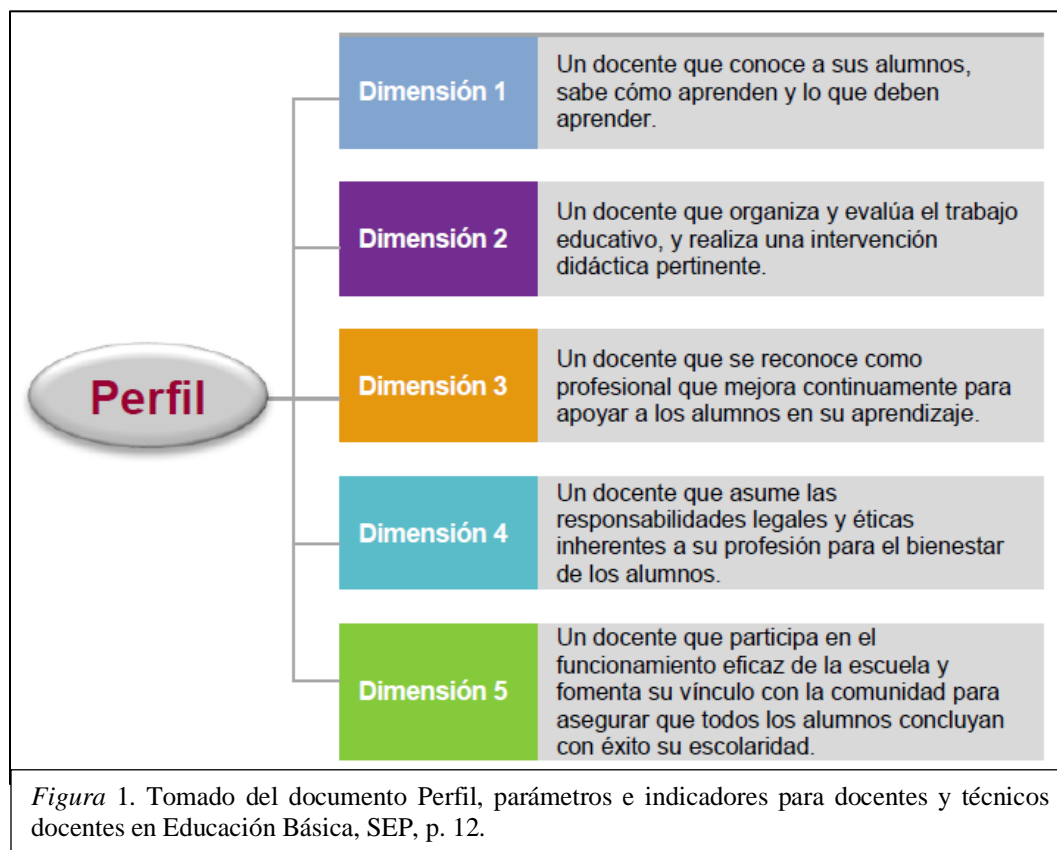 Perfil
Dimensión 1
Un docente que conoce a sus alumnos,
sabe cómo aprenden y lo que deben
aprender.
Dimensión 2
Un docente que organiza y evalúa el trabajo
educativo, y realiza una intervención
didáctica pertinente.
Dimensión 3
Un docente que se reconoce como
profesional que mejora continuamente para
apoyar a los alumnos en su aprendizaje.
Dimensión 4
Un docente que asume las
responsabilidades legales y éticas
inherentes a su profesión para el bienestar
de los alumnos.
Dimensión 5
Un docente que participa en el
funcionamiento eficaz de la escuela y
fomenta su vínculo con la comunidad para
asegurar que todos los alumnos concluyan
con éxito su escolaridad.
Figura 1. Tomado del documento Perfil, parámetros e indicadores para docentes y técnicos
docentes en Educación Básica, SEP, p. 12.